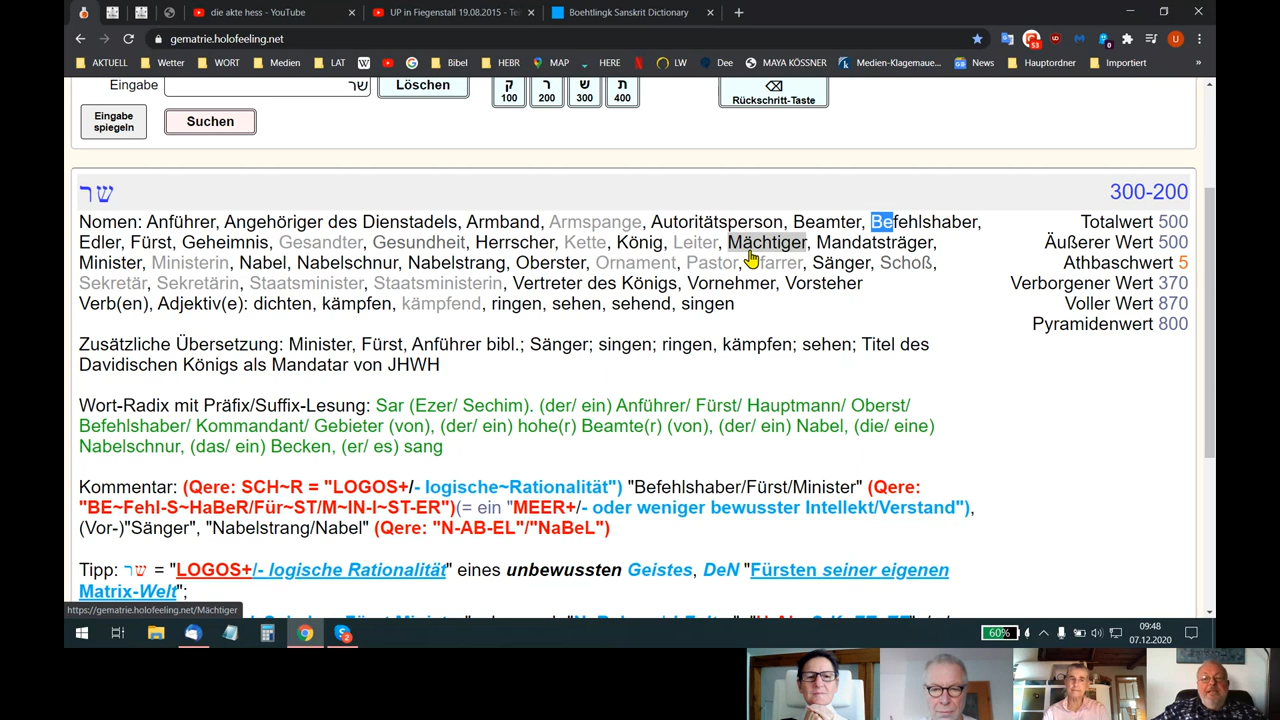 die akte hess - YouTube
UP in Fiegenstall 19.08.2015 - Te
Boehtlingk Sanskrit Dictionary
gematrie.holofeeling.net
53
0
U
AKTUELL Wetter WORT Medien LAT W Bibel HEBR MAP HERE LW Dee MAYA KÖSSNER Medien-Klagemaue... News Hauptordner Importiert »
Eingabe שר Löschen
ק 100
ר 200
ש 300
ת 400
Rückschritt-Taste
Eingabe spiegeln
Suchen
שר 300-200
Nomen: Anführer, Angehöriger des Dienstadels, Armband, Armspange, Autoritätsperson, Beamter, Befehlshaber, Totalwert 500
Edler, Fürst, Geheimnis, Gesandter, Gesundheit, Herrscher, Kette, König, Leiter, Mächtiger, Mandatsträger, Äußerer Wert 500
Minister, Ministerin, Nabel, Nabelschnur, Nabelstrang, Oberster, Ornament, Pastor, Pfarrer, Sänger, Schoß, Athbaschwert 5
Sekretär, Sekretärin, Staatsminister, Staatsministerin, Vertreter des Königs, Vornehmer, Vorsteher Verborgener Wert 370
Verb(en), Adjektiv(e): dichten, kämpfen, kämpfend, ringen, sehen, sehend, singen Voller Wert 870
Pyramidenwert 800
Zusätzliche Übersetzung: Minister, Fürst, Anführer bibl.; Sänger; singen; ringen, kämpfen; sehen; Titel des
Davidischen Königs als Mandatar von JHWH
Wort-Radix mit Präfix/Suffix-Lesung: Sar (Ezer/ Sechim). (der/ ein) Anführer/ Fürst/ Hauptmann/ Oberst/
Befehlshaber/ Kommandant/ Gebieter (von), (der/ ein) hohe(r) Beamte(r) (von), (der/ ein) Nabel, (die/ eine)
Nabelschnur, (das/ ein) Becken, (er/ es) sang
Kommentar: (Qere: SCH~R = "LOGOS+/- logische~Rationalität") "Befehlshaber/Fürst/Minister" (Qere:
"BE~Fehl-S~HaBeR/Für~ST/M~IN-I~ST-ER")(= ein "MEER+/- oder weniger bewusster Intellekt/Verstand"),
(Vor-)"Sänger", "Nabelstrang/Nabel" (Qere: "N-AB-EL"/"NaBeL")
Tipp: שר = "LOGOS+/- logische Rationalität" eines unbewussten Geistes, DeN "Fürsten seiner eigenen
Matrix-Welt";
https://gematrie.holofeeling.net/Mächtiger
2
60%
09:48
07.12.2020